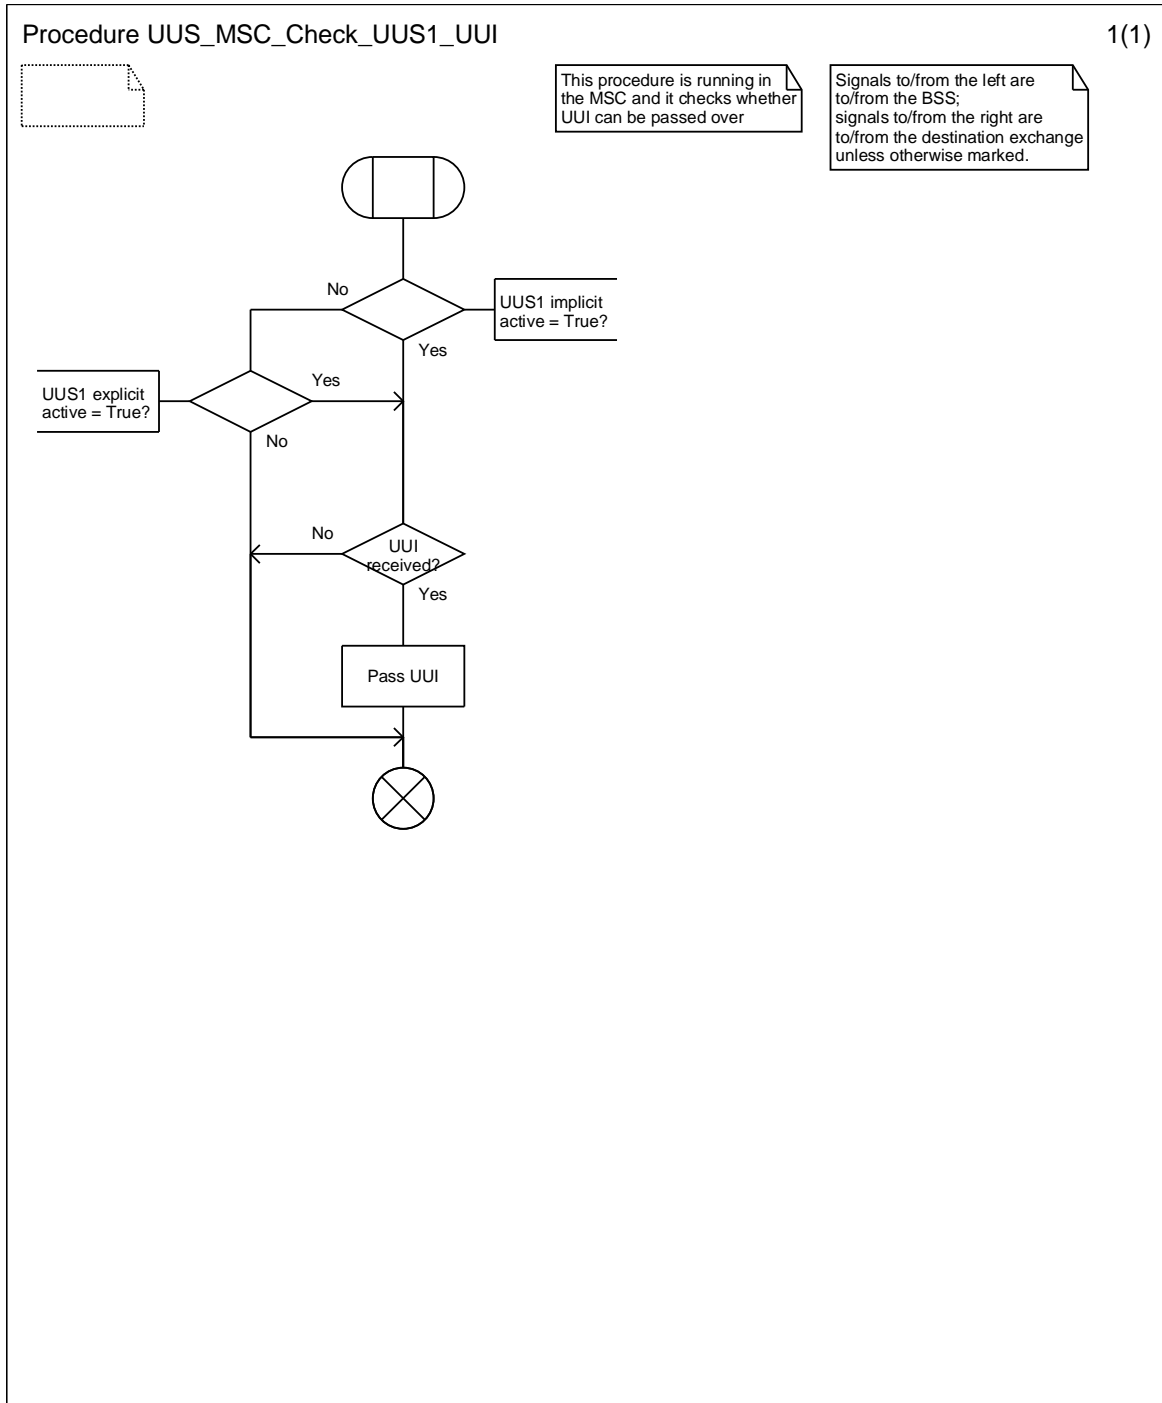 Procedure UUS_MSC_Check_UUS1_UUI
1(1)
This procedure is running in
the MSC and it checks whether
UUI can be passed over
Signals to/from the left are
to/from the BSS;
signals to/from the right are
to/from the destination exchange
unless otherwise marked.
No
UUS1 implicit
active = True?
Yes
UUS1 explicit
active = True?
Yes
No
No
UUI
received?
Yes
Pass UUI